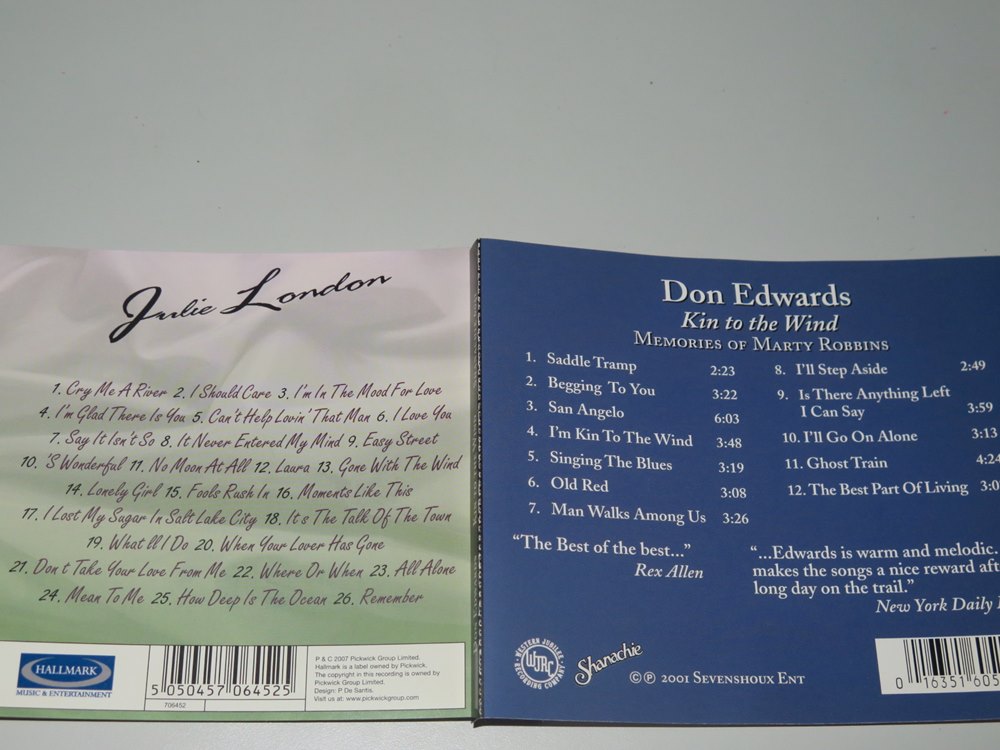 Julie London
1. Cry Me A River 2. I Should Care 3. I'm In The Mood For Love
4. I'm Glad There Is You 5. Can't Help Lovin' That Man 6. I Love You
7. Say It Isn't So 8. It Never Entered My Mind 9. Easy Street
10. 'S Wonderful 11. No Moon At All 12. Laura 13. Gone With The Wind
14. Lonely Girl 15. Fools Rush In 16. Moments Like This
17. I Lost My Sugar In Salt Lake City 18. It s The Talk Of The Town
19. What ll I Do 20. When Your Lover Has Gone
21. Don t Take Your Love From Me 22. Where Or When 23. All Alone
24. Mean To Me 25. How Deep Is The Ocean 26. Remember
HALLMARK
MUSIC & ENTERTAINMENT
5 050457 064525
706452
P & C 2007 Pickwick Group Limited.
Hallmark is a label owned by Pickwick.
The copyright in this recording is owned by
Pickwick Group Limited.
Design: P. De Santis.
Visit us at: www.pickwickgroup.com
Don Edwards
Kin to the Wind
Memories of Marty Robbins
1. Saddle Tramp 2:23
2. Begging To You 3:22
3. San Angelo 6:03
4. I'm Kin To The Wind 3:48
5. Singing The Blues 3:19
6. Old Red 3:08
7. Man Walks Among Us 3:26
8. I'll Step Aside 2:49
9. Is There Anything Left
I Can Say 3:59
10. I'll Go On Alone 3:13
11. Ghost Train 4:24
12. The Best Part Of Living
"The Best of the best..."
Rex Allen
"...Edwards is warm and melodic.
makes the songs a nice reward
long day on the trail."
New York Daily
WESTERN JUBILEE
WJRC
RECORDING COMPANY
Shanachie
© ℗ 2001 Sevenshoux Ent
0 16351 605